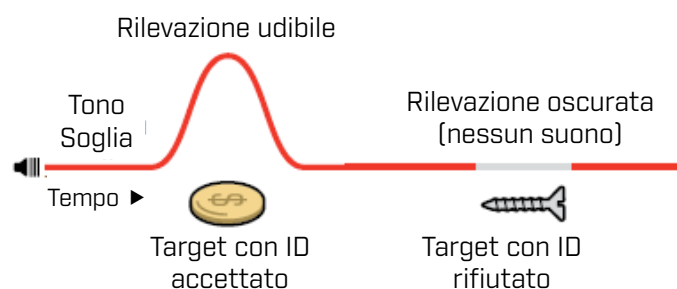 Rilevazione udibile
Tono
Soglia
Rilevazione oscurata
(nessun suono)
Tempo ►
Target con ID
accettato
Target con ID
rifiutato